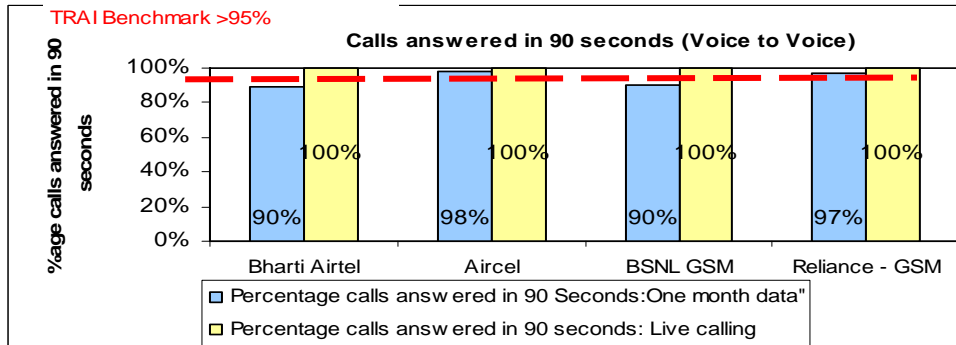 TRAI Benchmark >95%
Calls answered in 90 seconds (Voice to Voice)
%age calls answered in 90
seconds
100%
80%
60%
40%
20%
0%
90%
100%
98%
100%
90%
100%
97%
100%
Bharti Airtel
Aircel
BSNL GSM
Reliance - GSM
Percentage calls answered in 90 Seconds:One month data"
Percentage calls answered in 90 seconds: Live calling